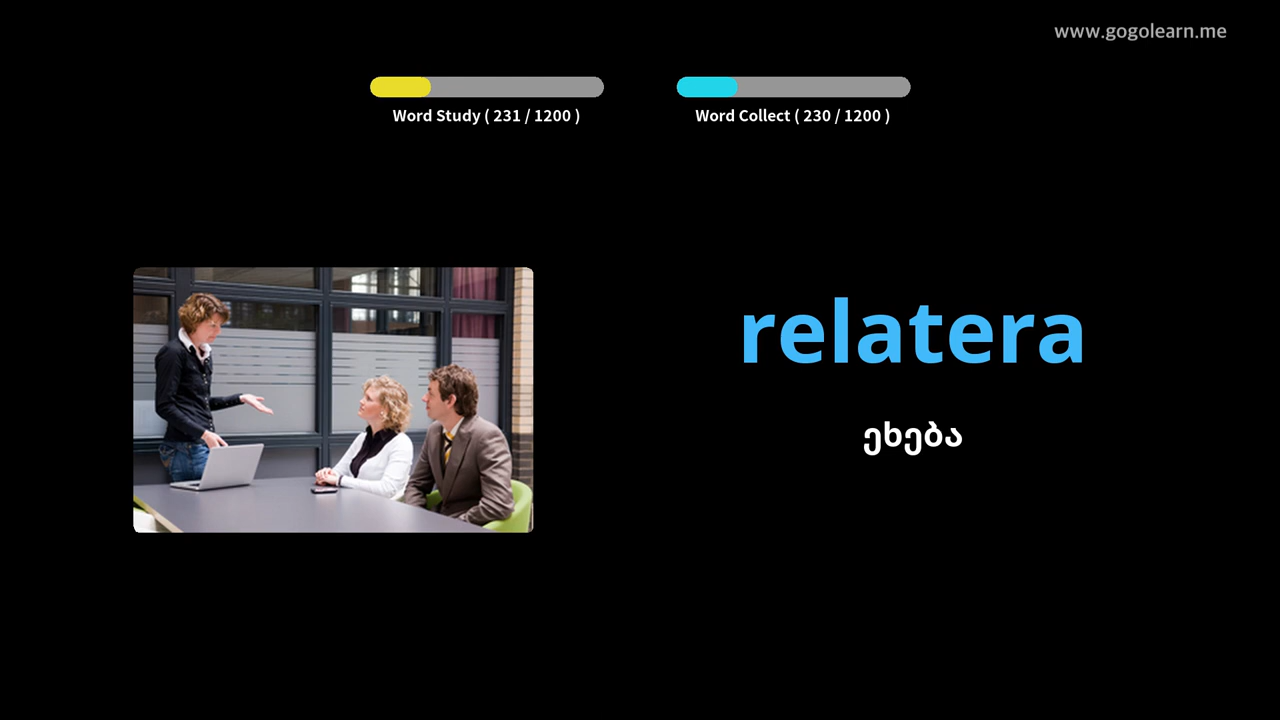 www.gogolearn.me
Word Study ( 231 / 1200 )
Word Collect ( 230 / 1200 )
relatera
ეხება